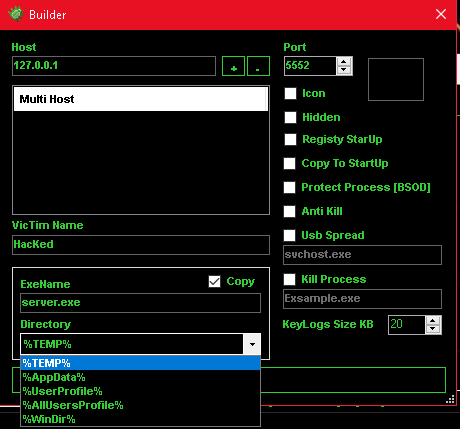 Builder
Host
127.0.0.1
+ -
Port
5552
Multi Host
Icon
Hidden
Registy StarUp
Copy To StartUp
Protect Process [BSOD]
Anti Kill
Usb Spread
svchost.exe
Kill Process
Exsample.exe
KeyLogs Size KB 20
VicTim Name
HacKed
ExeName
Copy
server.exe
Directory
%TEMP%
%TEMP%
%AppData%
%UserProfile%
%AllUsersProfile%
%WinDir%